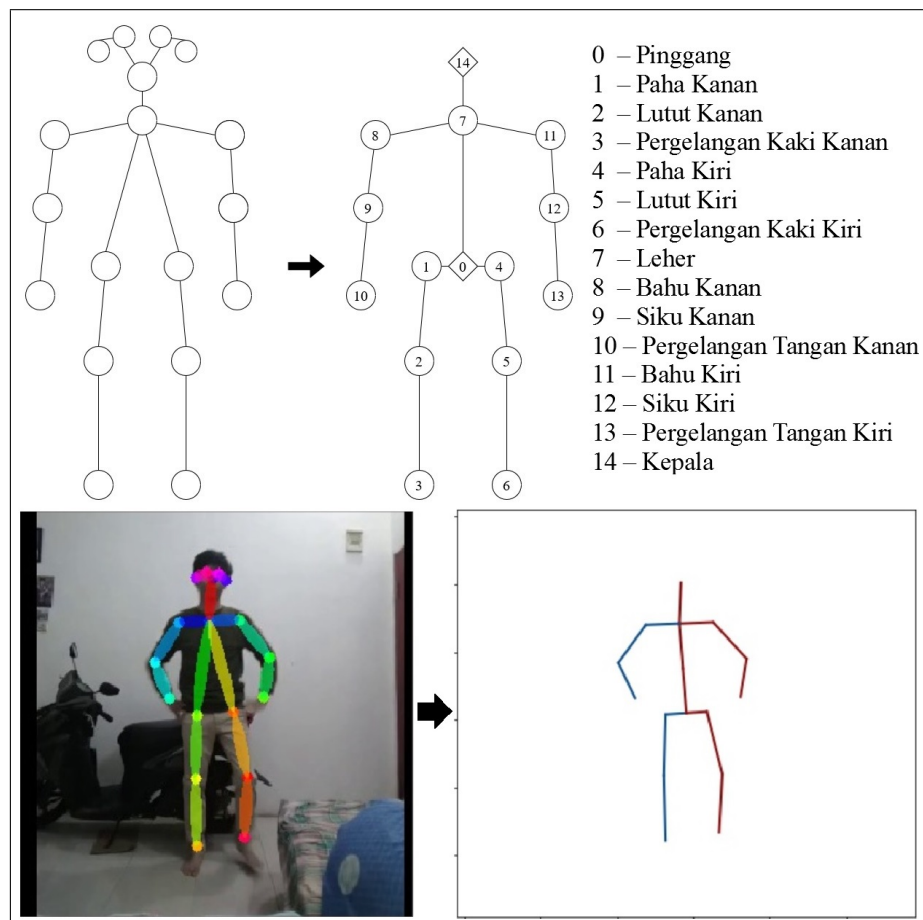 14
7
8
11
9
12
1
0
4
10
13
2
5
3
6
0 – Pinggang
1 – Paha Kanan
2 – Lutut Kanan
3 – Pergelangan Kaki Kanan
4 – Paha Kiri
5 – Lutut Kiri
6 – Pergelangan Kaki Kiri
7 – Leher
8 – Bahu Kanan
9 – Siku Kanan
10 – Pergelangan Tangan Kanan
11 – Bahu Kiri
12 – Siku Kiri
13 – Pergelangan Tangan Kiri
14 – Kepala